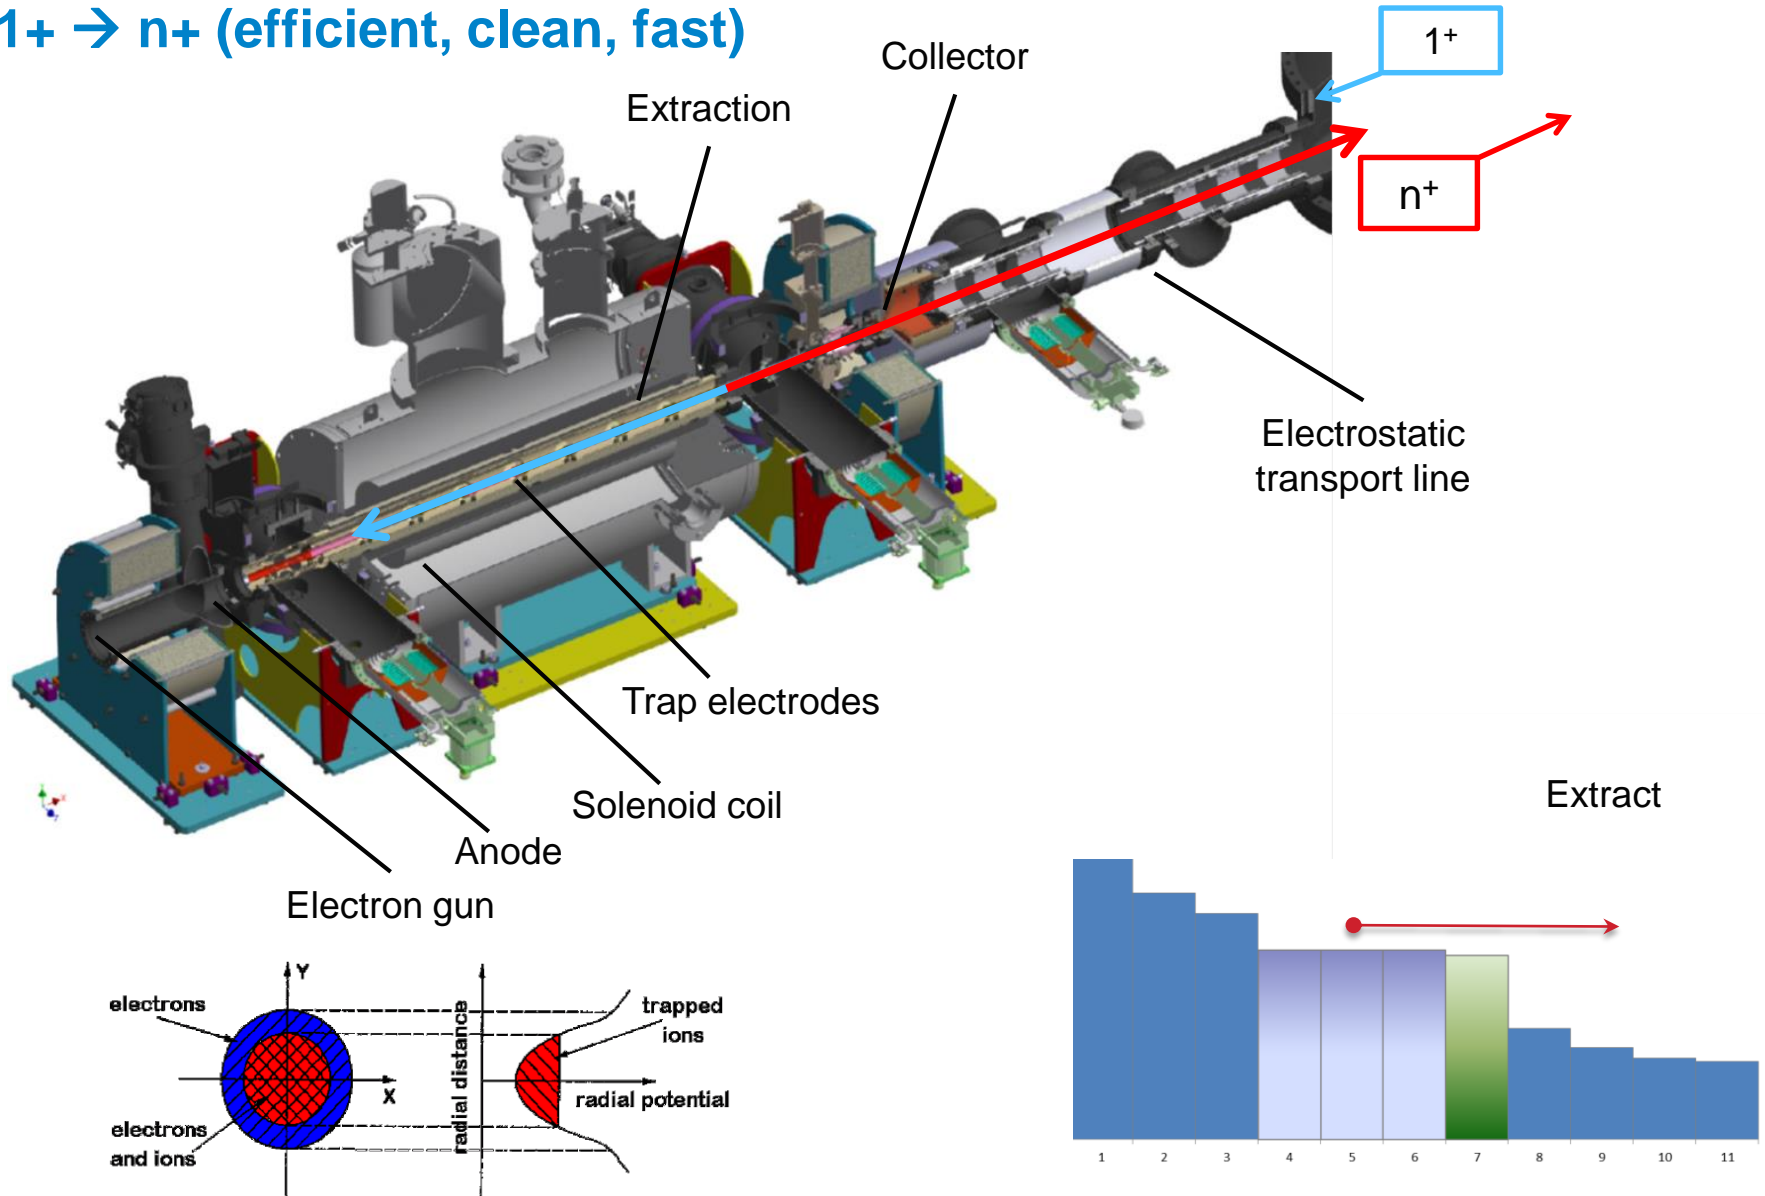 1+ → n+ (efficient, clean, fast)
1⁺
Collector
Extraction
n⁺
Electrostatic
transport line
Trap electrodes
Solenoid coil
Extract
Anode
Electron gun
Y
electrons
X
electrons
and ions
radial distance
trapped
ions
radial potential
1 2 3 4 5 6 7 8 9 10 11